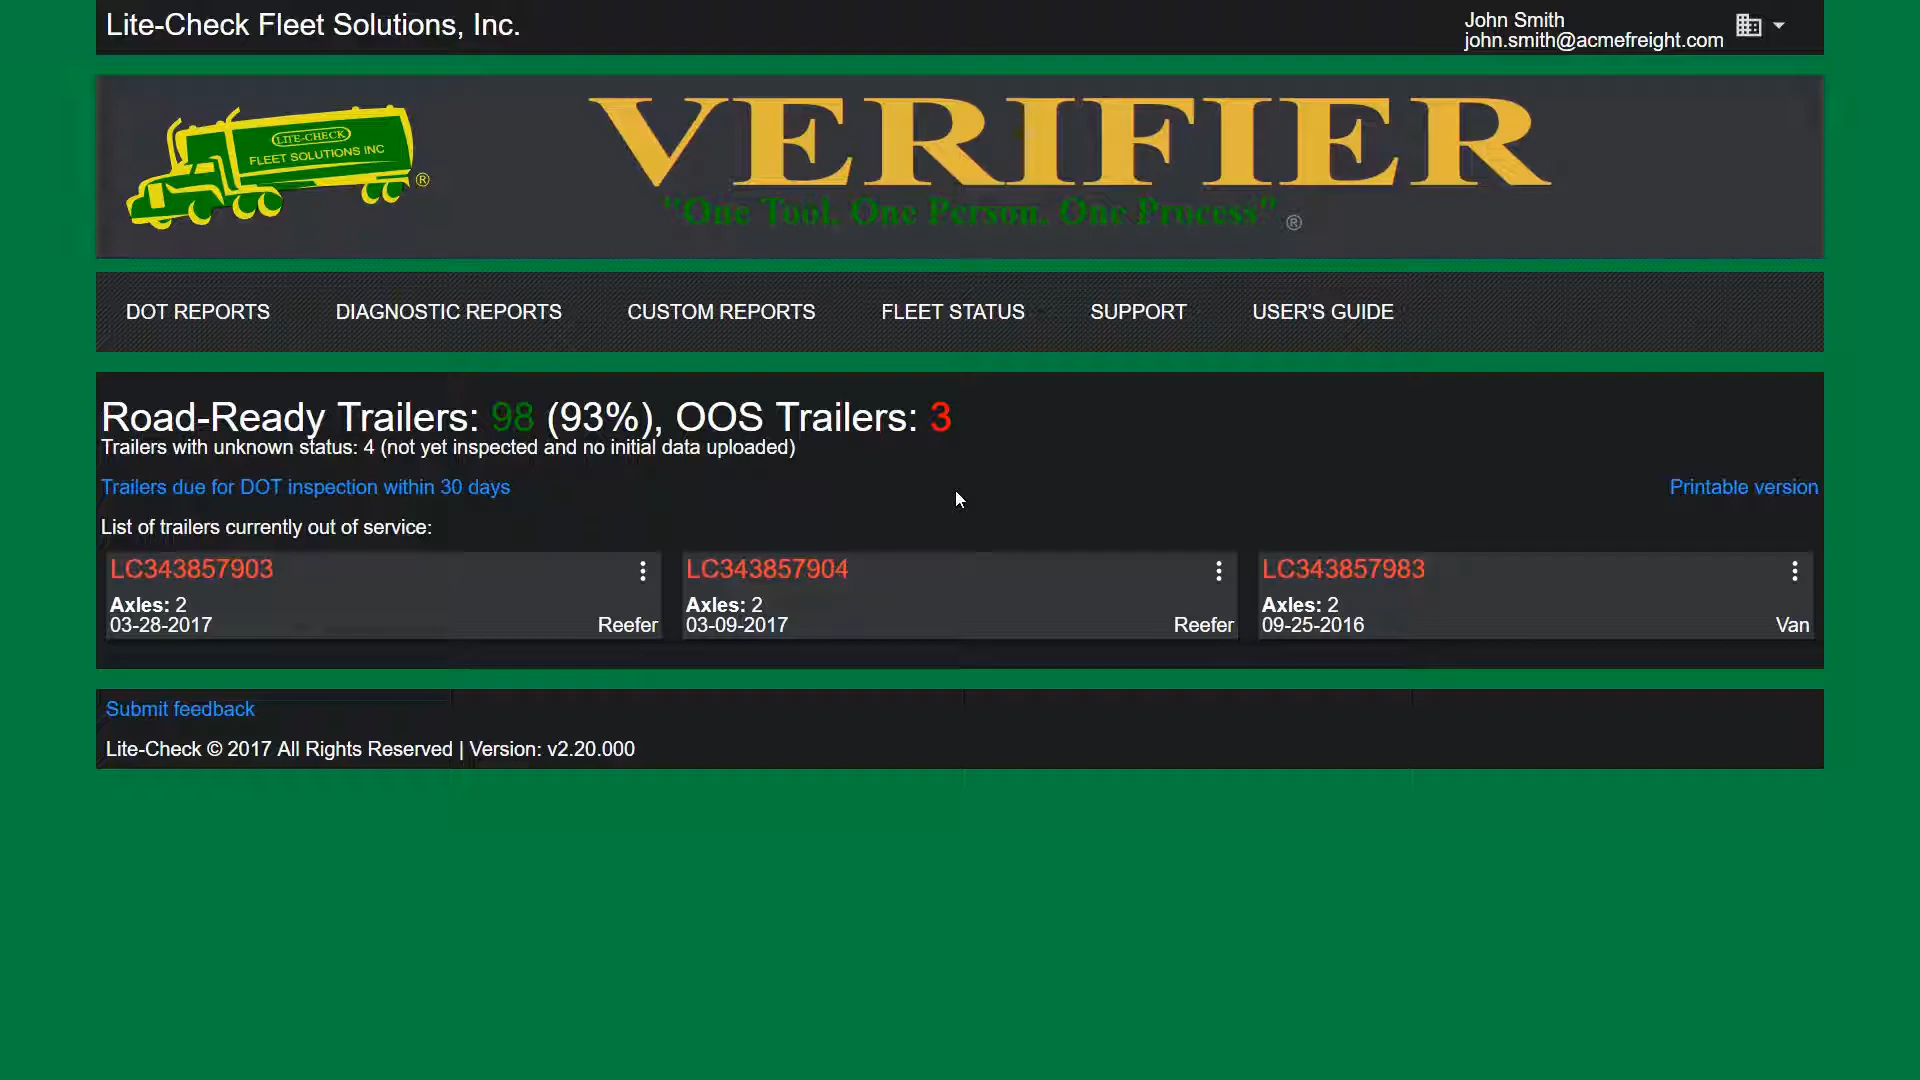 Lite-Check Fleet Solutions, Inc.
John Smith
john.smith@acmefreight.com
LITE-CHECK
FLEET SOLUTIONS INC
®
VERIFIER
"One Tool, One Person, One Process" ®
DOT REPORTS DIAGNOSTIC REPORTS CUSTOM REPORTS FLEET STATUS SUPPORT USER'S GUIDE
Road-Ready Trailers: 98 (93%), OOS Trailers: 3
Trailers with unknown status: 4 (not yet inspected and no initial data uploaded)
Trailers due for DOT inspection within 30 days
Printable version
List of trailers currently out of service:
LC343857903
Axles: 2
03-28-2017 Reefer
LC343857904
Axles: 2
03-09-2017 Reefer
LC343857983
Axles: 2
09-25-2016 Van
Submit feedback
Lite-Check © 2017 All Rights Reserved | Version: v2.20.000